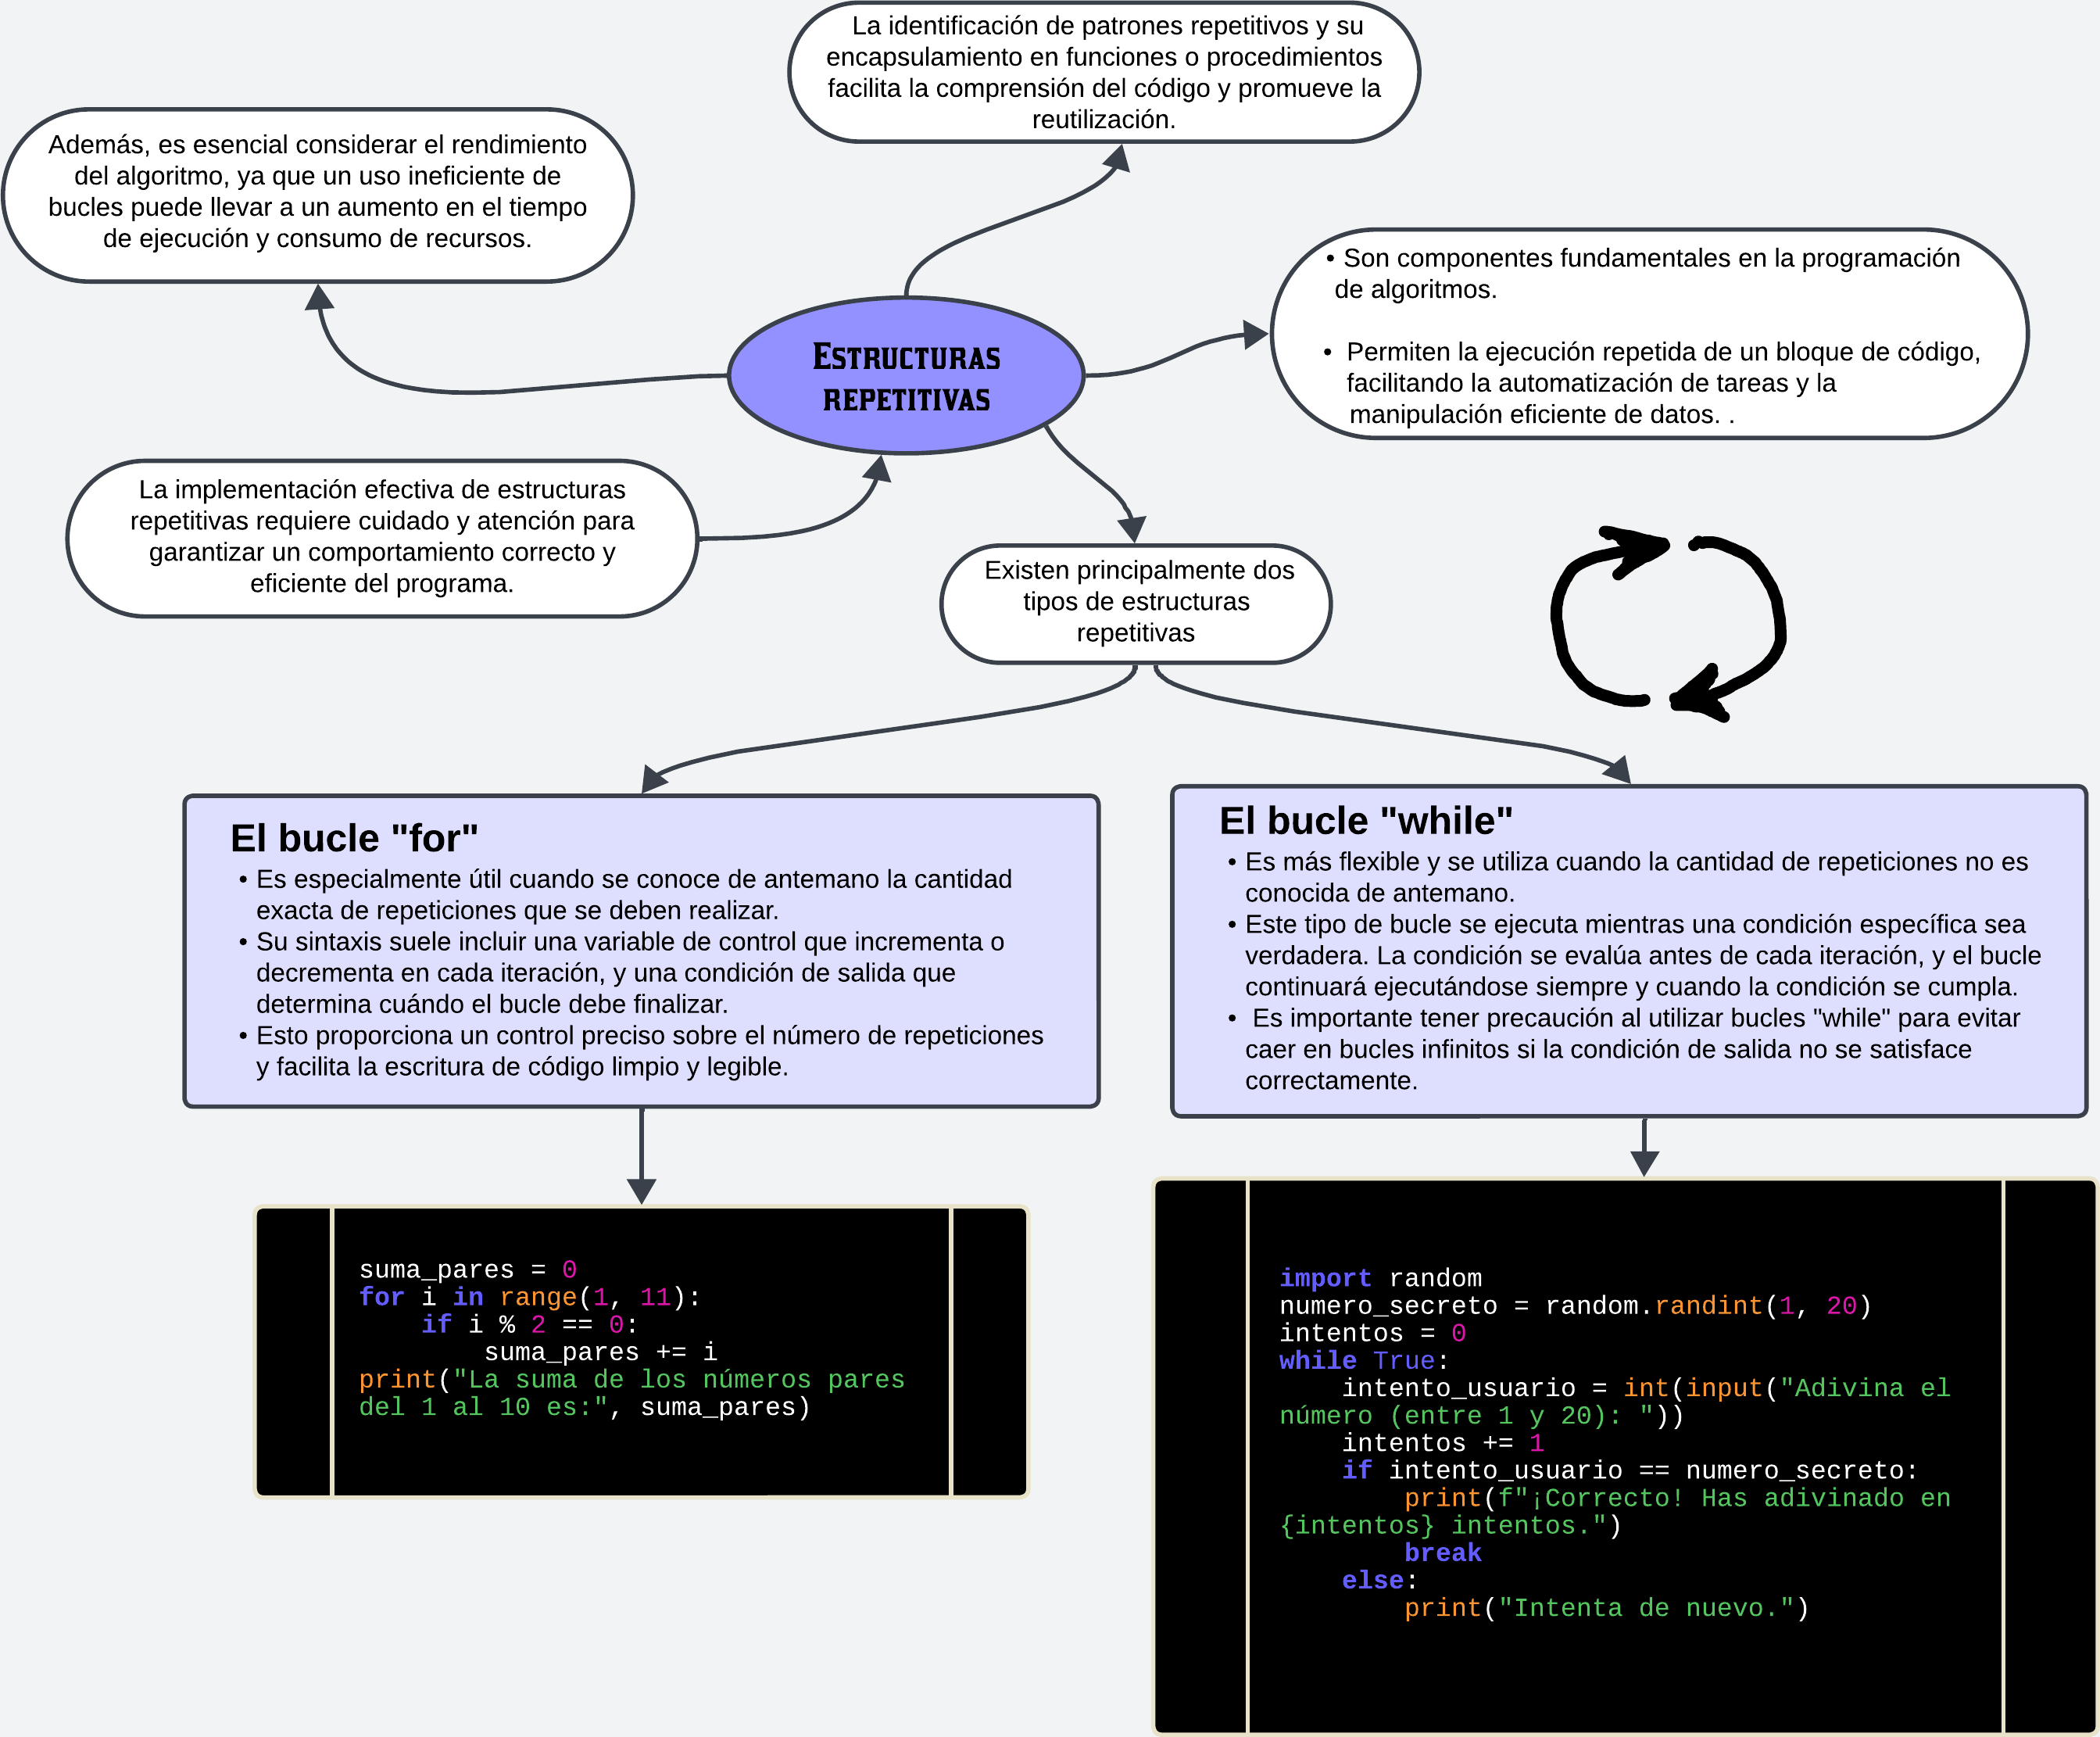 La identificación de patrones repetitivos y su
encapsulamiento en funciones o procedimientos
facilita la comprensión del código y promueve la
reutilización.
Además, es esencial considerar el rendimiento
del algoritmo, ya que un uso ineficiente de
bucles puede llevar a un aumento en el tiempo
de ejecución y consumo de recursos.
• Son componentes fundamentales en la programación
de algoritmos.
• Permiten la ejecución repetida de un bloque de código,
facilitando la automatización de tareas y la
manipulación eficiente de datos. .
Estructuras
repetitivas
La implementación efectiva de estructuras
repetitivas requiere cuidado y atención para
garantizar un comportamiento correcto y
eficiente del programa.
Existen principalmente dos
tipos de estructuras
repetitivas
El bucle "for"
• Es especialmente útil cuando se conoce de antemano la cantidad
exacta de repeticiones que se deben realizar.
• Su sintaxis suele incluir una variable de control que incrementa o
decrementa en cada iteración, y una condición de salida que
determina cuándo el bucle debe finalizar.
• Esto proporciona un control preciso sobre el número de repeticiones
y facilita la escritura de código limpio y legible.
El bucle "while"
• Es más flexible y se utiliza cuando la cantidad de repeticiones no es
conocida de antemano.
• Este tipo de bucle se ejecuta mientras una condición específica sea
verdadera. La condición se evalúa antes de cada iteración, y el bucle
continuará ejecutándose siempre y cuando la condición se cumpla.
• Es importante tener precaución al utilizar bucles "while" para evitar
caer en bucles infinitos si la condición de salida no se satisface
correctamente.
suma_pares = 0
for i in range(1, 11):
    if i % 2 == 0:
        suma_pares += i
print("La suma de los números pares
del 1 al 10 es:", suma_pares)
import random
numero_secreto = random.randint(1, 20)
intentos = 0
while True:
    intento_usuario = int(input("Adivina el
número (entre 1 y 20): "))
    intentos += 1
    if intento_usuario == numero_secreto:
        print(f"¡Correcto! Has adivinado en
{intentos} intentos.")
        break
    else:
        print("Intenta de nuevo.")